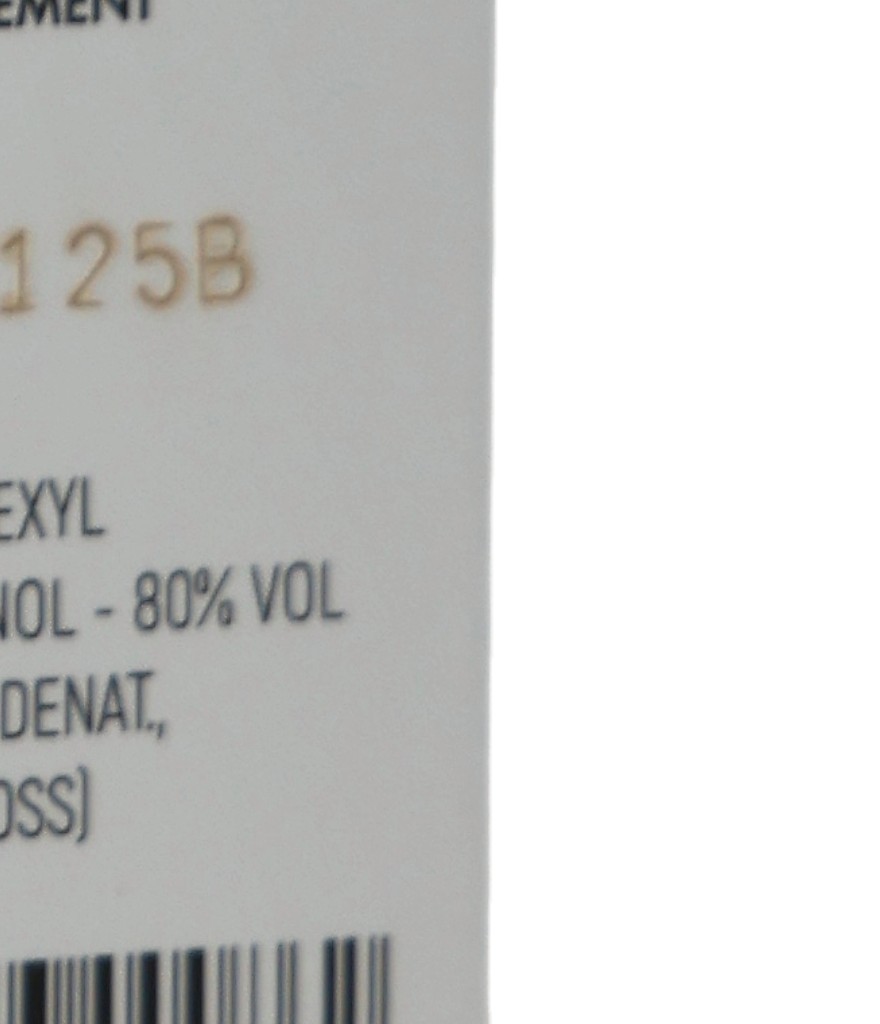 EMENT
125B
EXYL
NOL - 80% VOL
DENAT.,
OSS)